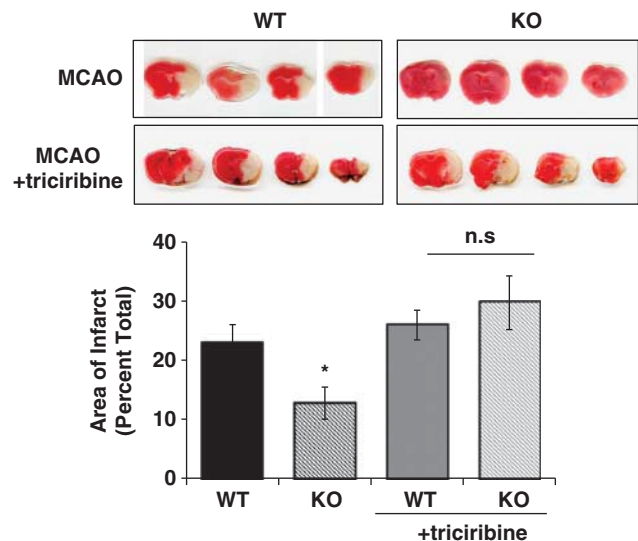 WT KO
MCAO
MCAO
+triciribine
n.s
40
30
20
10
0
Area of Infarct
(Percent Total)
*
WT KO WT KO
+triciribine